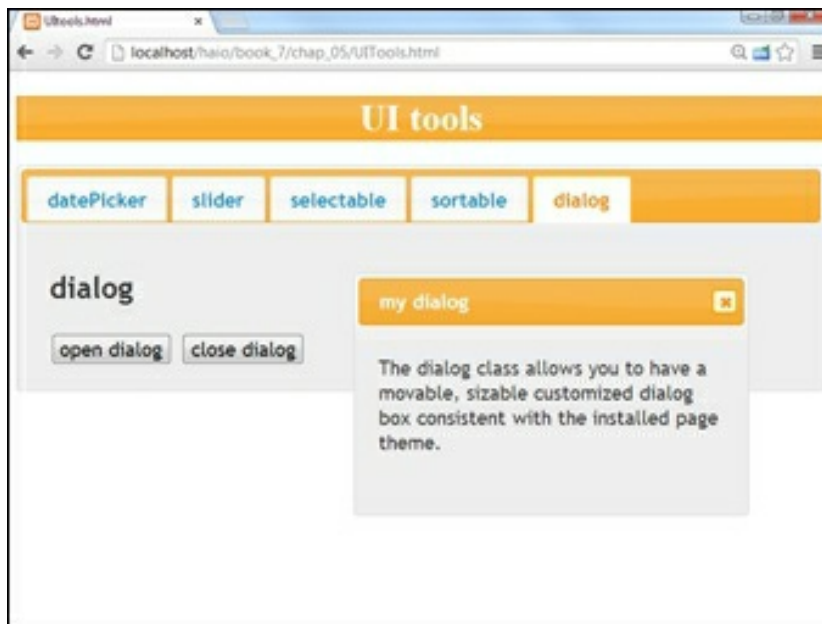 UItools.html
localhost/haio/book_7/chap_05/UITools.html
UI tools
datePicker slider selectable sortable dialog
dialog
open dialog close dialog
my dialog
The dialog class allows you to have a
movable, sizable customized dialog
box consistent with the installed page
theme.